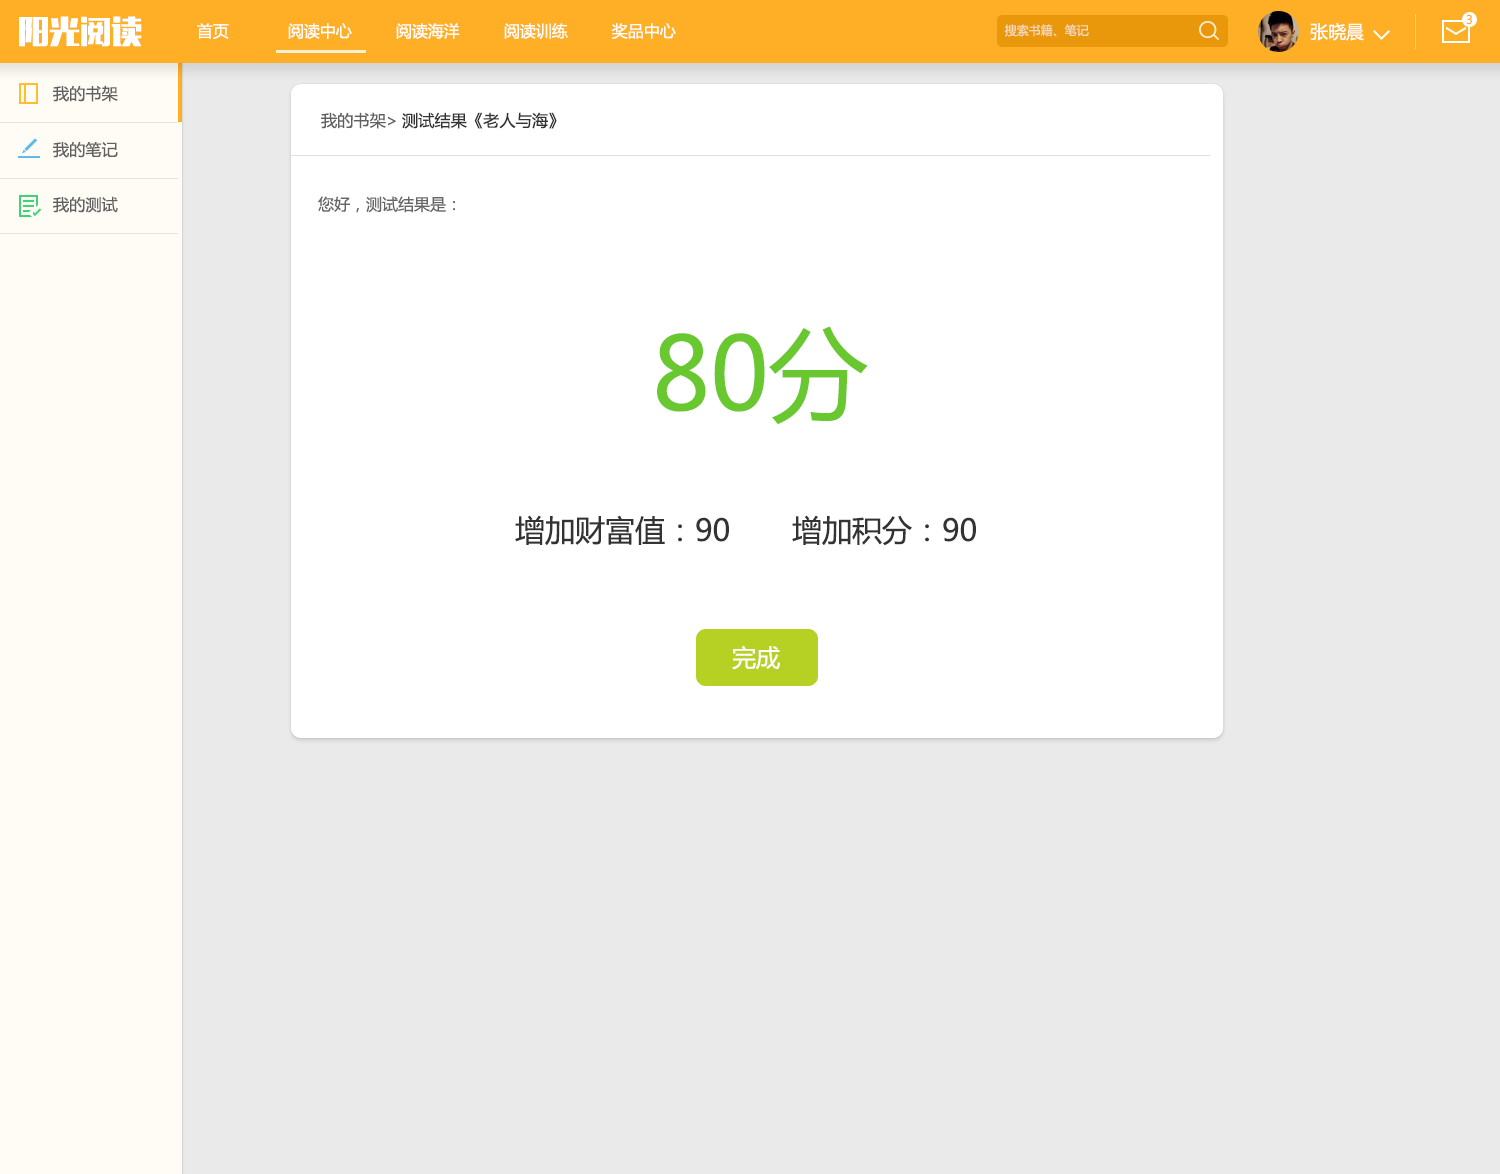 阳光阅读
首页 阅读中心 阅读海洋 阅读训练 奖品中心
搜索书籍、笔记
张晓晨
3
我的书架
我的笔记
我的测试
我的书架> 测试结果《老人与海》
您好，测试结果是：
80分
增加财富值：90 增加积分：90
完成